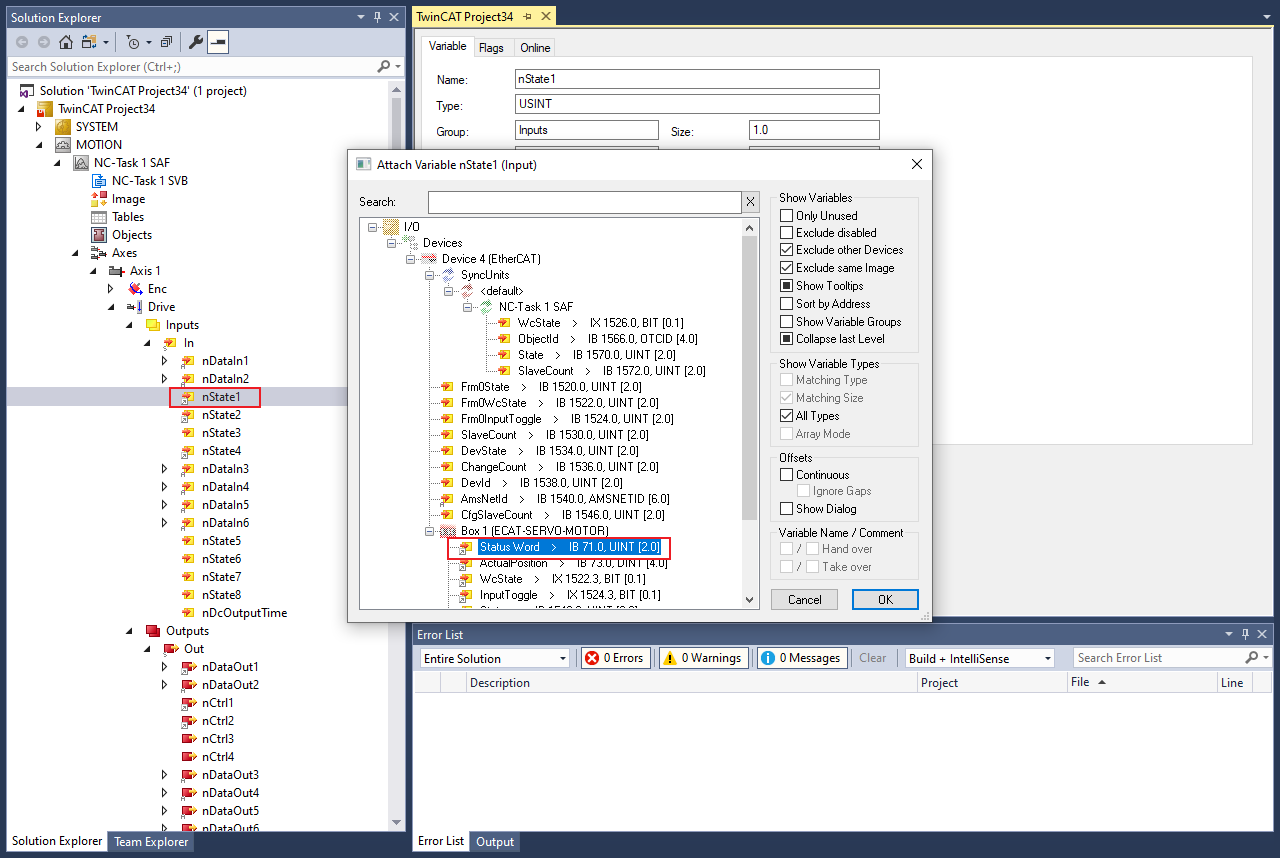 Solution Explorer
Search Solution Explorer (Ctrl+;)
Solution 'TwinCAT Project34' (1 project)
TwinCAT Project34
SYSTEM
MOTION
NC-Task 1 SAF
NC-Task 1 SVB
Image
Tables
Objects
Axes
Axis 1
Enc
Drive
Inputs
In
nDataIn1
nDataIn2
nState1
nState2
nState3
nState4
nDataIn3
nDataIn4
nDataIn5
nDataIn6
nState5
nState6
nState7
nState8
nDcOutputTime
Outputs
Out
nDataOut1
nDataOut2
nCtrl1
nCtrl2
nCtrl3
nCtrl4
nDataOut3
nDataOut4
nDataOut5
nDataOut6
Solution Explorer Team Explorer
TwinCAT Project34
Variable Flags Online
Name: nState1
Type: USINT
Group: Inputs Size: 1.0
Attach Variable nState1 (Input)
Search: X
I/O
Devices
Device 4 (EtherCAT)
SyncUnits
<default>
NC-Task 1 SAF
WcState > IX 1526.0, BIT [0.1]
ObjectId > IB 1566.0, OTCID [4.0]
State > IB 1570.0, UINT [2.0]
SlaveCount > IB 1572.0, UINT [2.0]
Frm0State > IB 1520.0, UINT [2.0]
Frm0WcState > IB 1522.0, UINT [2.0]
Frm0InputToggle > IB 1524.0, UINT [2.0]
SlaveCount > IB 1530.0, UINT [2.0]
DevState > IB 1534.0, UINT [2.0]
ChangeCount > IB 1536.0, UINT [2.0]
DevId > IB 1538.0, UINT [2.0]
AmsNetId > IB 1540.0, AMSNETID [6.0]
CfgSlaveCount > IB 1546.0, UINT [2.0]
Box 1 (ECAT-SERVO-MOTOR)
Status Word > IB 71.0, UINT [2.0]
ActualPosition > IB 73.0, DINT [4.0]
WcState > IX 1522.3, BIT [0.1]
InputToggle > IX 1524.3, BIT [0.1]
Show Variables
Only Unused
Exclude disabled
Exclude other Devices
Exclude same Image
Show Tooltips
Sort by Address
Show Variable Groups
Collapse last Level
Show Variable Types
Matching Type
Matching Size
All Types
Array Mode
Offsets
Continuous
Ignore Gaps
Show Dialog
Variable Name / Comment
/ Hand over
/ Take over
Cancel OK
Error List
Entire Solution 0 Errors 0 Warnings 0 Messages Clear Build + IntelliSense Search Error List
Description Project File Line
Error List Output